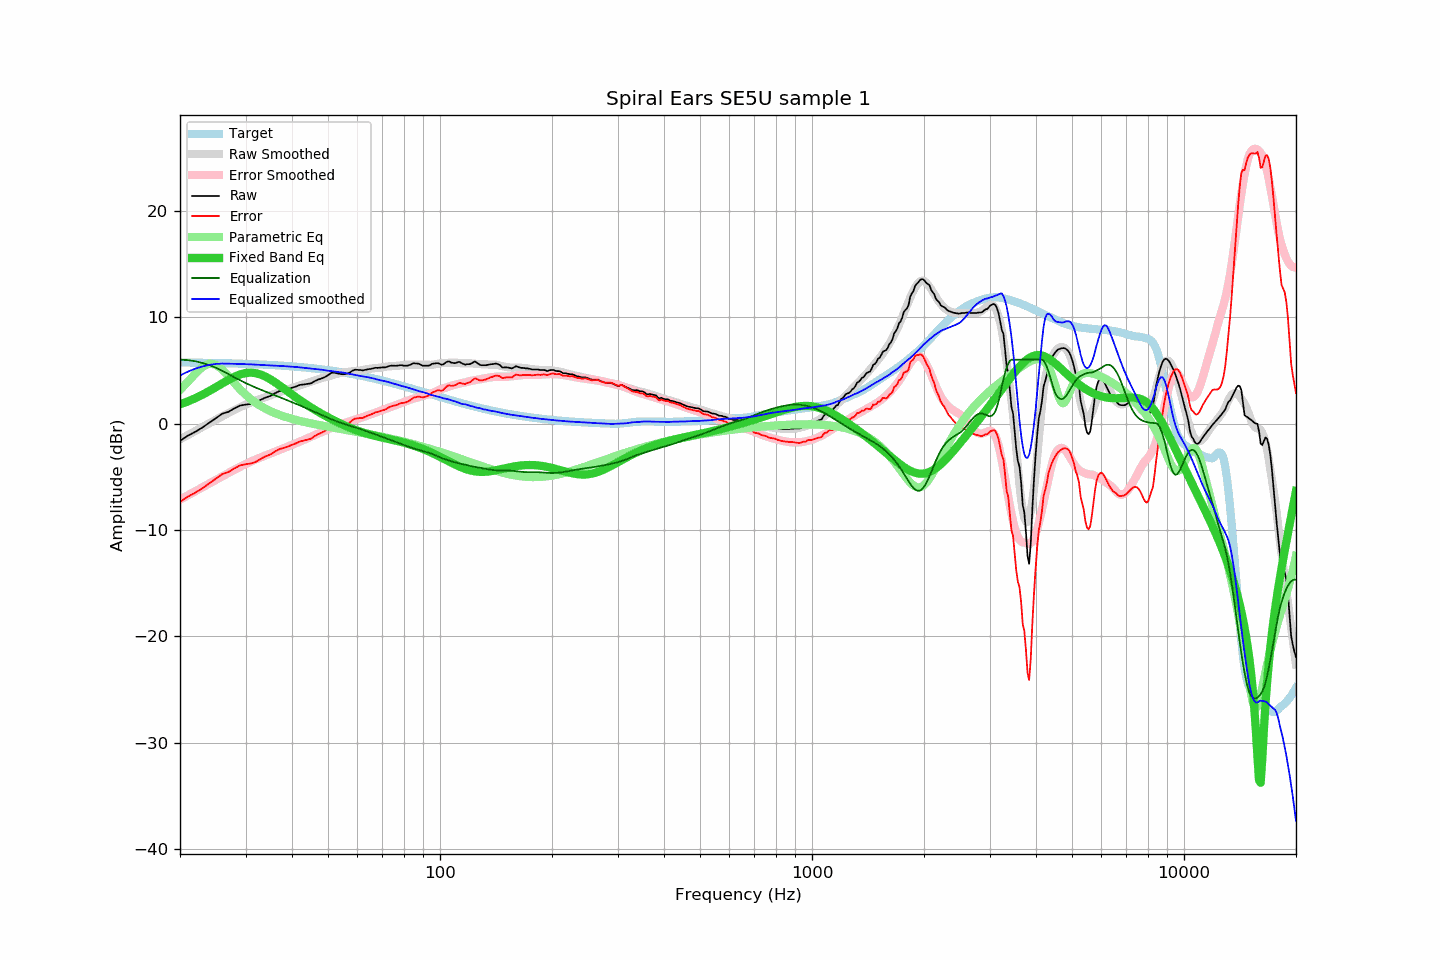 Spiral Ears SE5U sample 1
Target
Raw Smoothed
Error Smoothed
Raw
Error
Parametric Eq
Fixed Band Eq
Equalization
Equalized smoothed
20
10
0
−10
−20
−30
−40
Amplitude (dBr)
100 1000 10000
Frequency (Hz)